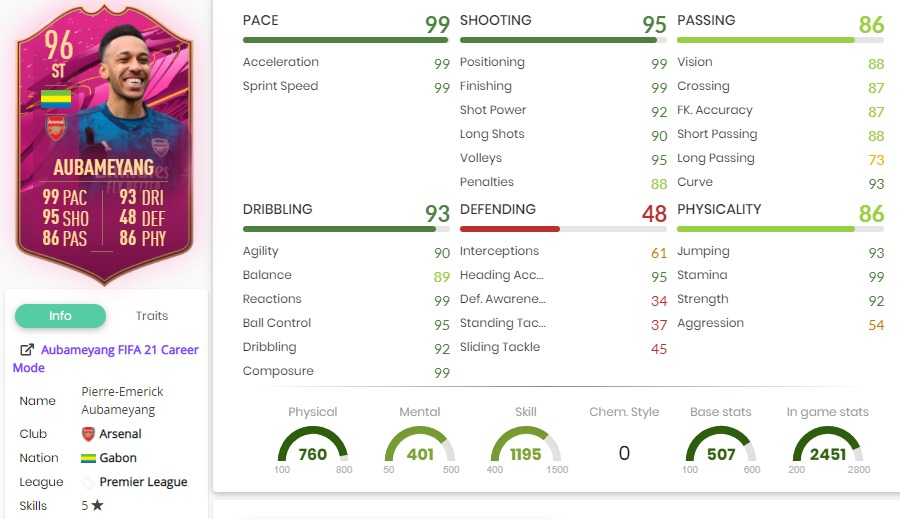 96
ST
AUBAMEYANG
99 PAC 93 DRI
95 SHO 48 DEF
86 PAS 86 PHY
Info Traits
Aubameyang FIFA 21 Career
Mode
Name Pierre-Emerick
Aubameyang
Club Arsenal
Nation Gabon
League Premier League
Skills 5 ★
PACE 99
Acceleration 99
Sprint Speed 99
SHOOTING 95
Positioning 99
Finishing 99
Shot Power 92
Long Shots 90
Volleys 95
Penalties 88
PASSING 86
Vision 88
Crossing 87
FK. Accuracy 87
Short Passing 88
Long Passing 73
Curve 93
DRIBBLING 93
Agility 90
Balance 89
Reactions 99
Ball Control 95
Dribbling 92
Composure 99
DEFENDING 48
Interceptions 61
Heading Acc... 95
Def. Awarene... 34
Standing Tac... 37
Sliding Tackle 45
PHYSICALITY 86
Jumping 93
Stamina 99
Strength 92
Aggression 54
Physical Mental Skill Chem. Style Base stats In game stats
760 401 1195 0 507 2451
100 800 50 500 400 1500 100 600 200 2800